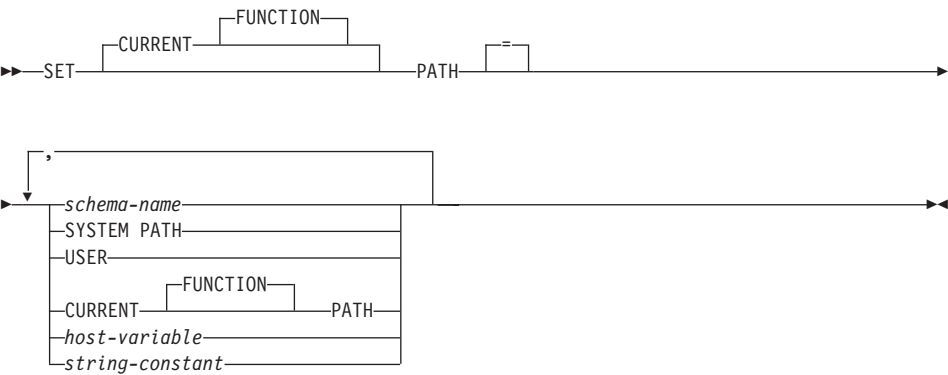 FUNCTION
CURRENT
=
SET PATH
,
schema-name
SYSTEM PATH
USER
FUNCTION
CURRENT PATH
host-variable
string-constant